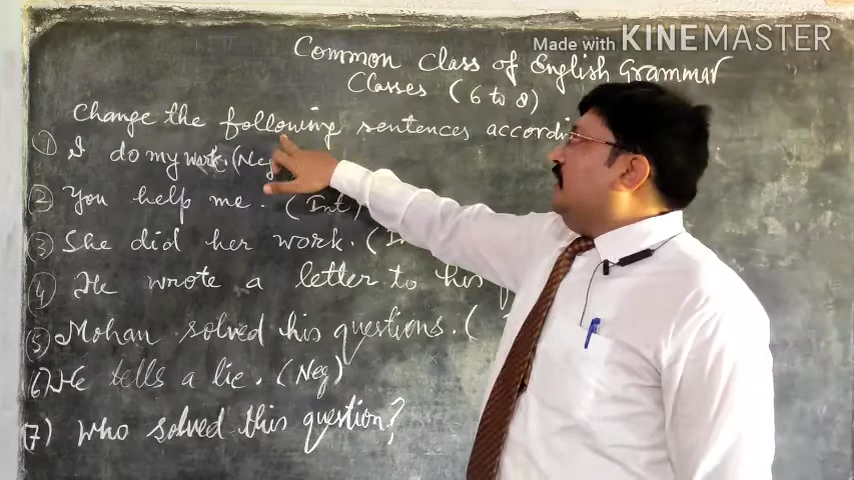 Made with KINEMASTER
Common Class of English Grammar
Classes (6 to 8)
Change the following sentences accordi
(1) I do my work. (Neg
(2) You help me. (Int)
(3) She did her work. (I
(4) He wrote a letter to his
(5) Mohan solved his questions. (
(6) He tells a lie. (Neg)
(7) Who solved this question?